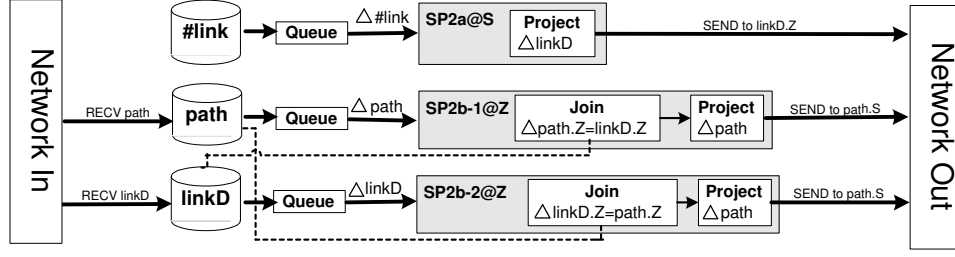 Network In
#link
Queue
△#link
SP2a@S
Project
△linkD
SEND to linkD.Z
RECV path
path
Queue
△path
SP2b-1@Z
Join
△path.Z=linkD.Z
Project
△path
SEND to path.S
RECV linkD
linkD
Queue
△linkD
SP2b-2@Z
Join
△linkD.Z=path.Z
Project
△path
SEND to path.S
Network Out